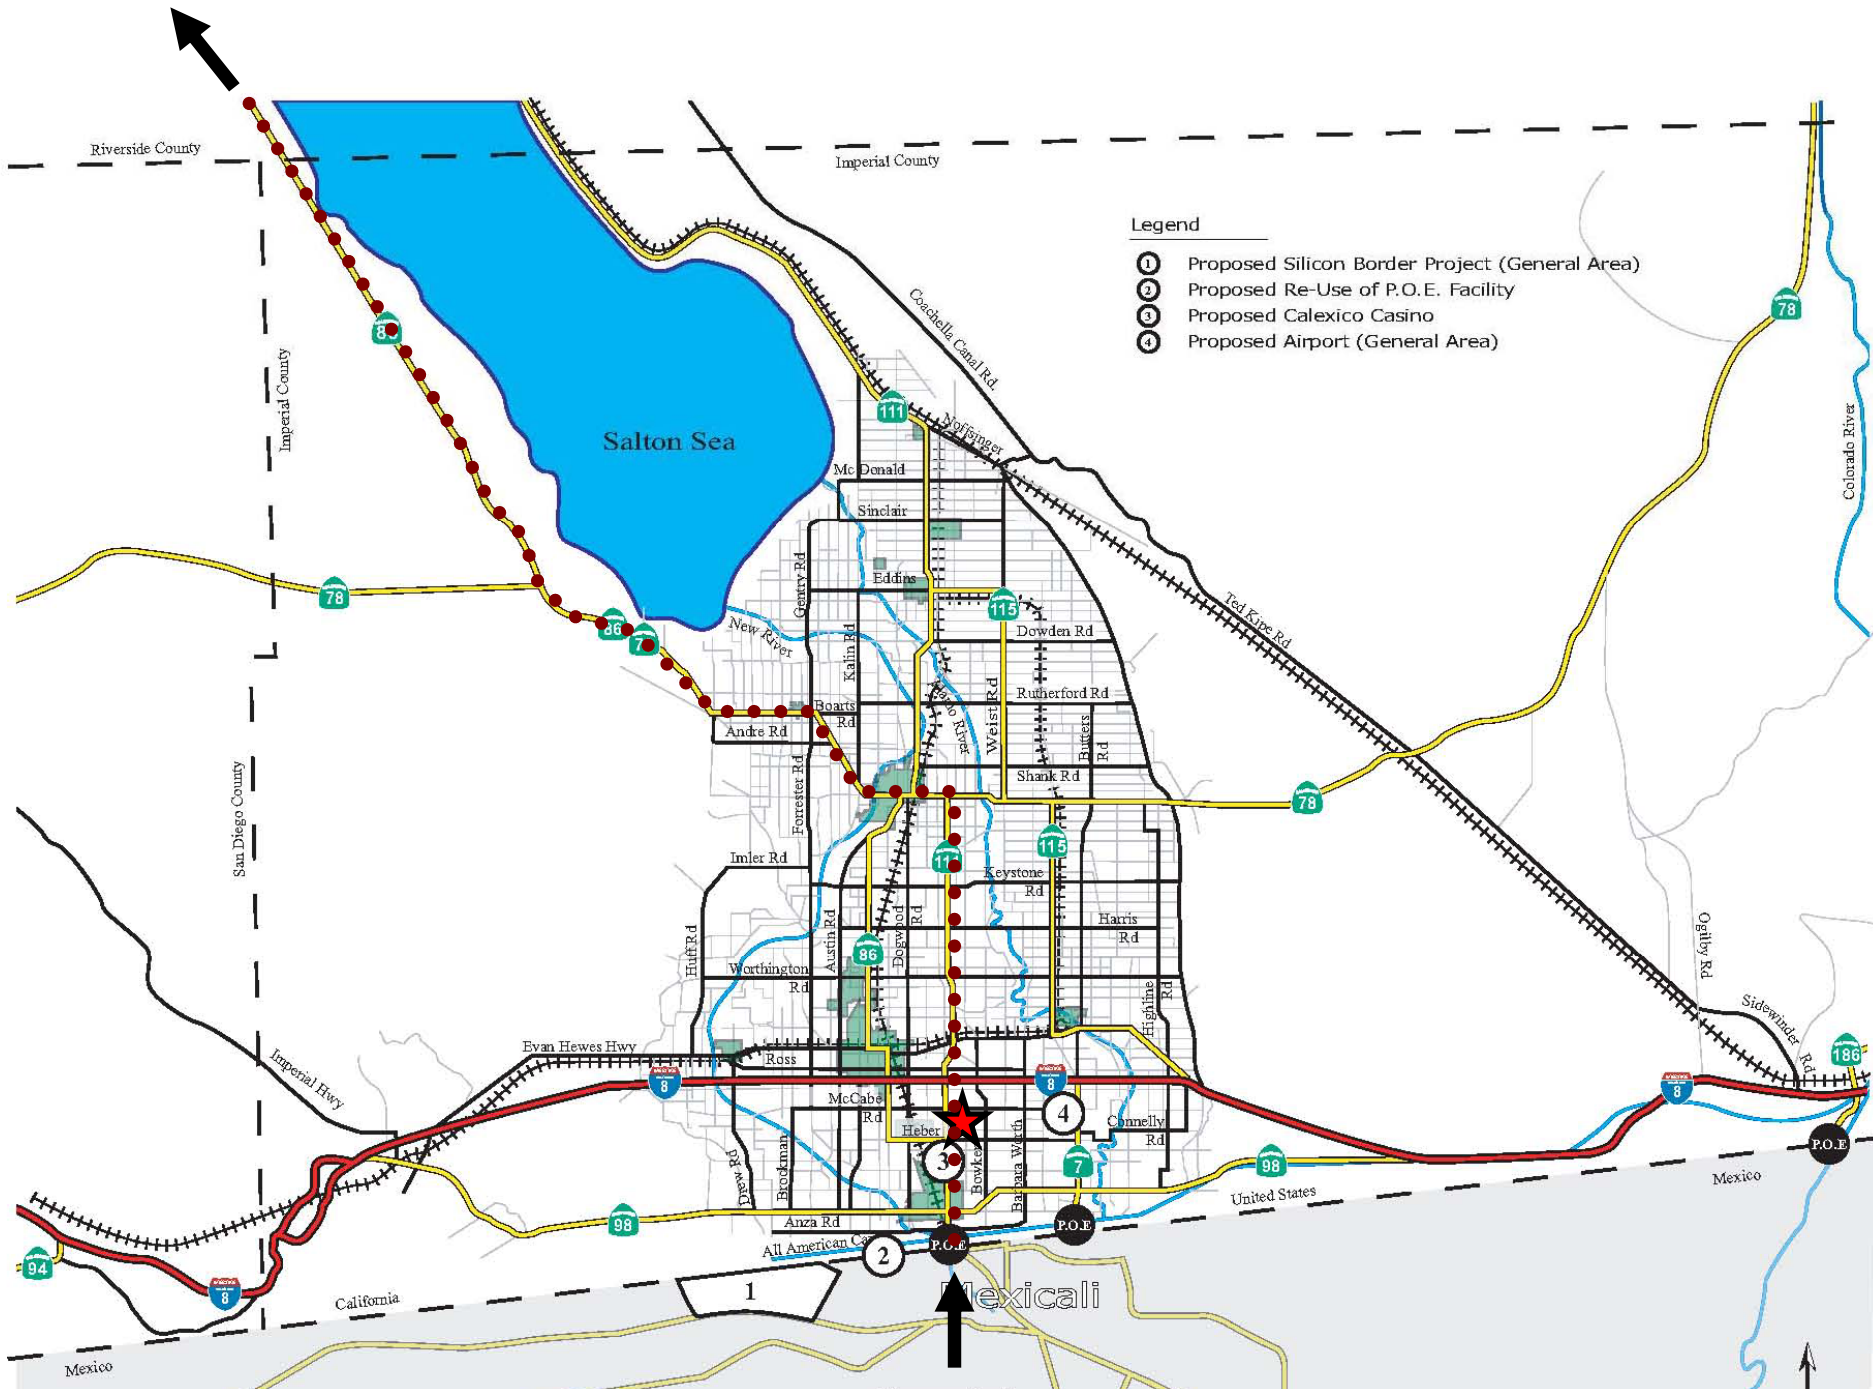 Riverside County
Imperial County
Legend
1 Proposed Silicon Border Project (General Area)
2 Proposed Re-Use of P.O.E. Facility
3 Proposed Calexico Casino
4 Proposed Airport (General Area)
78
Coachella Canal Rd.
Imperial County
111
Noffsinger
Salton Sea
Colorado River
Mc Donald
Sinclair
Gentry Rd
Eddins
78
115
Ted Kipe Rd
86
New River
Kalin Rd
Dowden Rd
Weist Rd
Rutherford Rd
Boarts
Rd
Andre Rd
Butters
Rd
Forrester Rd
Shank Rd
78
San Diego County
115
Imler Rd
Keystone
Rd
Huff Rd
Austin Rd
Dogwood
Rd
Harris
Rd
86
Ogilby Rd
Worthington
Rd
Highline
Rd
Sidewinder
Rd
Evan Hewes Hwy
Ross
Imperial Hwy
186
8
8
8
McCabe
Rd
4
Connelly
Rd
Heber
3
Drew Rd
Brockman
Barbara Worth
7
98
P.O.E
Mexico
United States
98
Anza Rd
P.O.E
94
All American
2
P.O.E
8
1
California
Mexicali
Mexico